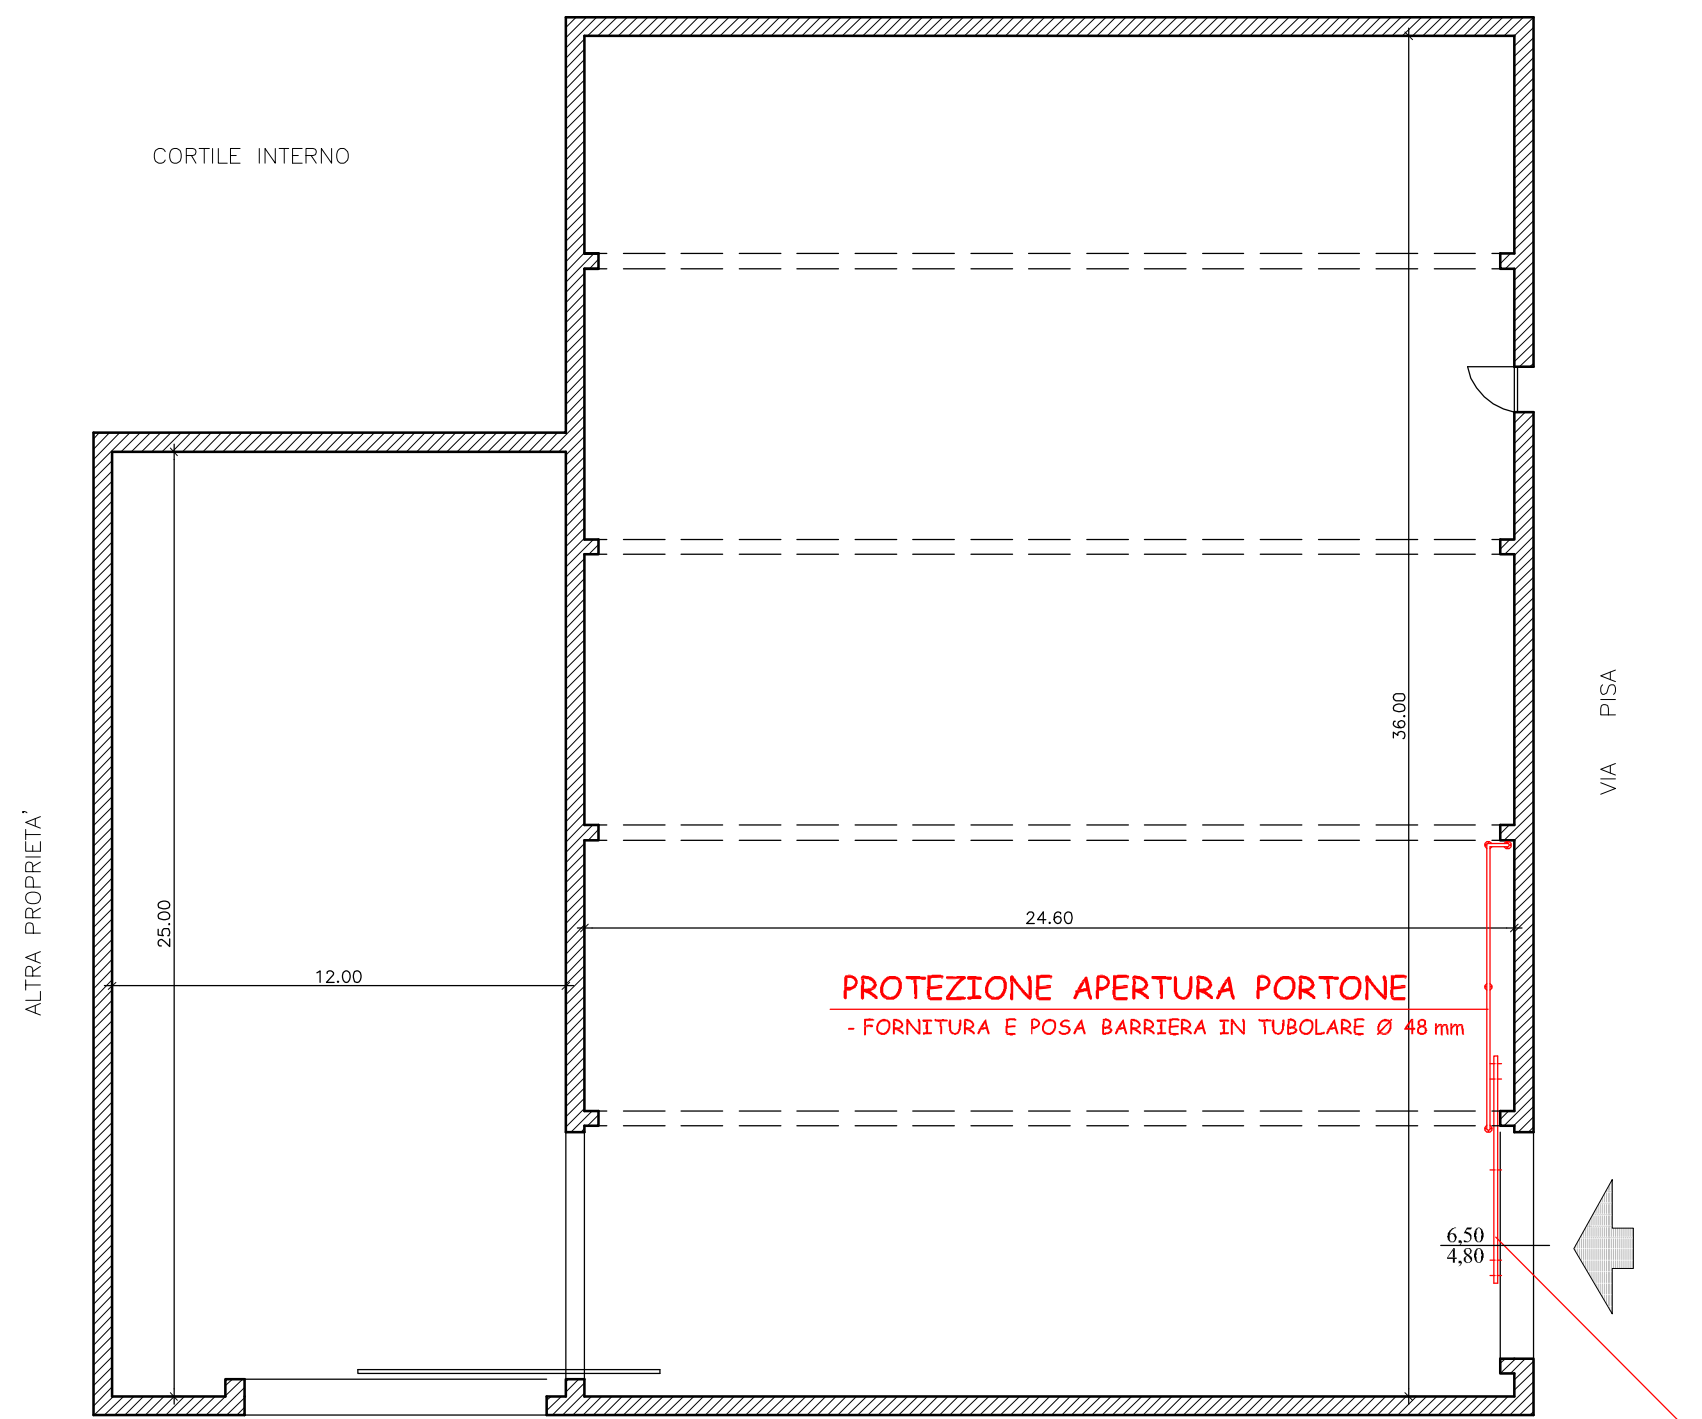 CORTILE INTERNO
36.00
VIA PISA
ALTRA PROPRIETA'
25.00
24.60
12.00
PROTEZIONE APERTURA PORTONE
- FORNITURA E POSA BARRIERA IN TUBOLARE Ø 48 mm
6,50
4,80